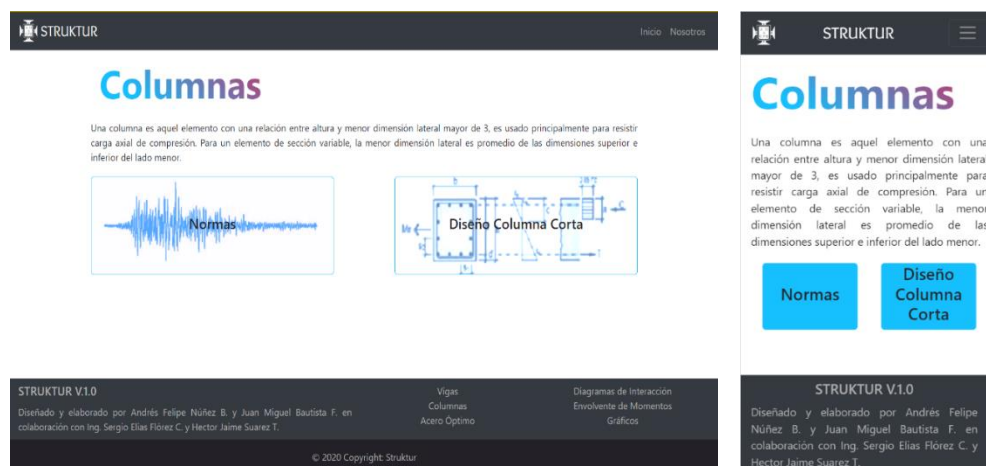 STRUKTUR
Inicio Nosotros
Columnas
Una columna es aquel elemento con una relación entre altura y menor dimensión lateral mayor de 3, es usado principalmente para resistir
carga axial de compresión. Para un elemento de sección variable, la menor dimensión lateral es promedio de las dimensiones superior e
inferior del lado menor.
Normas
Diseño Columna Corta
STRUKTUR V.1.0
Diseñado y elaborado por Andrés Felipe Núñez B. y Juan Miguel Bautista F. en
colaboración con Ing. Sergio Elias Flórez C. y Hector Jaime Suarez T.
Vigas
Columnas
Acero Óptimo
Diagramas de Interacción
Envolvente de Momentos
Gráficos
© 2020 Copyright: Struktur
STRUKTUR
Columnas
Una columna es aquel elemento con una
relación entre altura y menor dimensión lateral
mayor de 3, es usado principalmente para
resistir carga axial de compresión. Para un
elemento de sección variable, la menor
dimensión lateral es promedio de las
dimensiones superior e inferior del lado menor.
Normas
Diseño
Columna
Corta
STRUKTUR V.1.0
Diseñado y elaborado por Andrés Felipe
Núñez B. y Juan Miguel Bautista F. en
colaboración con Ing. Sergio Elias Flórez C. y
Hector Jaime Suarez T.